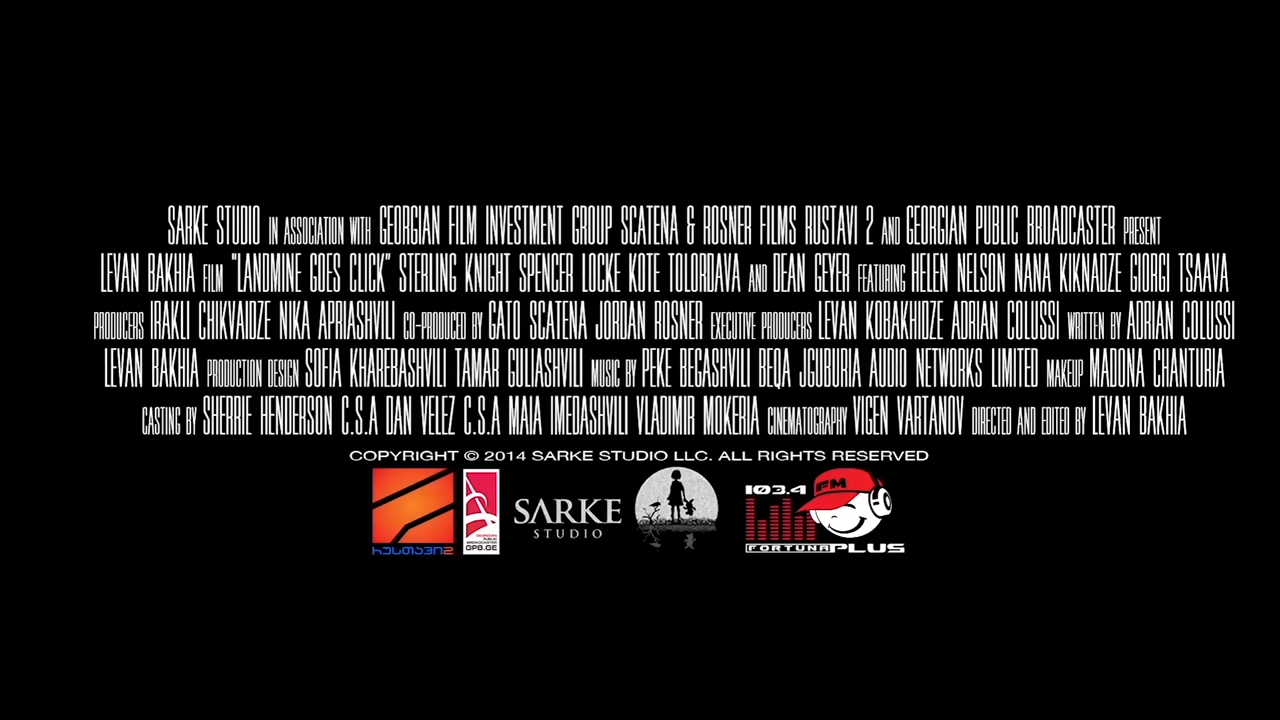 SARKE STUDIO IN ASSOCIATION WITH GEORGIAN FILM INVESTMENT GROUP SCATENA & ROSNER FILMS RUSTAVI 2 AND GEORGIAN PUBLIC BROADCASTER PRESENT
LEVAN BAKHIA FILM "LANDMINE GOES CLICK" STERLING KNIGHT SPENCER LOCKE KOTE TOLORDAVA AND DEAN GEYER FEATURING HELEN NELSON NANA KIKNADZE GIORGI TSAAVA
PRODUCERS IRAKLI CHIKVAIDZE NIKA APRIASHVILI CO-PRODUCED BY GATO SCATENA JORDAN ROSNER EXECUTIVE PRODUCERS LEVAN KOBAKHIDZE ADRIAN COLUSSI WRITTEN BY ADRIAN COLUSSI
LEVAN BAKHIA PRODUCTION DESIGN SOFIA KHAREBASHVILI TAMAR GULIASHVILI MUSIC BY PEKE BEGASHVILI BEQA JGUBURIA AUDIO NETWORKS LIMITED MAKEUP MADONA CHANTURIA
CASTING BY SHERRIE HENDERSON C.S.A DAN VELEZ C.S.A MAIA IMEDASHVILI VLADIMIR MOKERIA CINEMATOGRAPHY VIGEN VARTANOV DIRECTED AND EDITED BY LEVAN BAKHIA
COPYRIGHT © 2014 SARKE STUDIO LLC. ALL RIGHTS RESERVED
რუსთავი2
GEORGIAN
PUBLIC
BROADCASTER
GPB.GE
SARKE
STUDIO
103.4
FM
FORTUNA PLUS